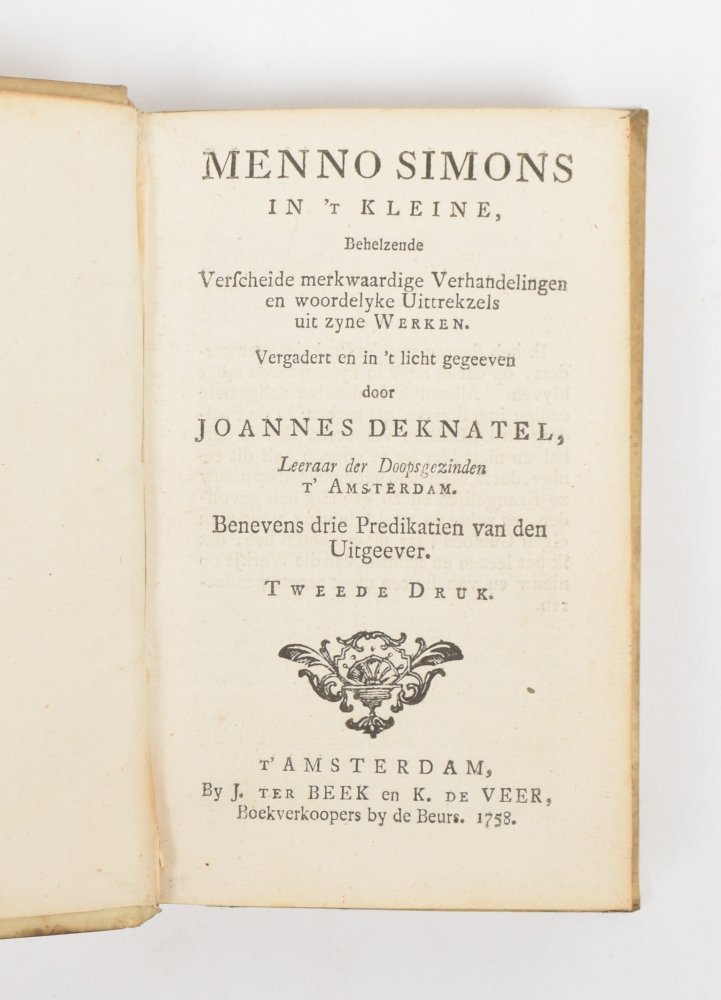 MENNO SIMONS
IN 'T KLEINE,
Behelzende
Verſcheide merkwaardige Verhandelingen
en woordelyke Uittrekzels
uit zyne WERKEN.
Vergadert en in 't licht gegeeven
door
JOANNES DEKNATEL,
Leeraar der Doopsgezinden
T' AMSTERDAM.
Benevens drie Predikatien van den
Uitgeever.
TWEEDE DRUK.
T' AMSTERDAM,
By J. TER BEEK en K. DE VEER,
Boekverkoopers by de Beurs. 1758.